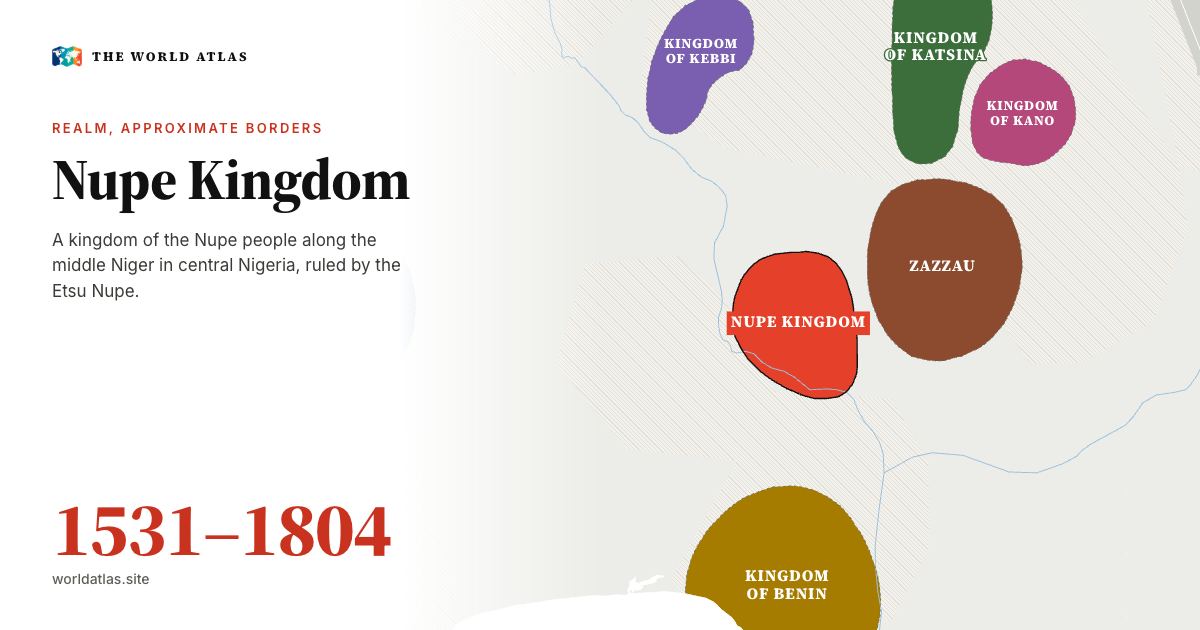 THE WORLD ATLAS
REALM, APPROXIMATE BORDERS
Nupe Kingdom
A kingdom of the Nupe people along the
middle Niger in central Nigeria, ruled by the
Etsu Nupe.
1531–1804
worldatlas.site
KINGDOM
OF KEBBI
KINGDOM
OF KATSINA
KINGDOM
OF KANO
ZAZZAU
NUPE KINGDOM
KINGDOM
OF BENIN